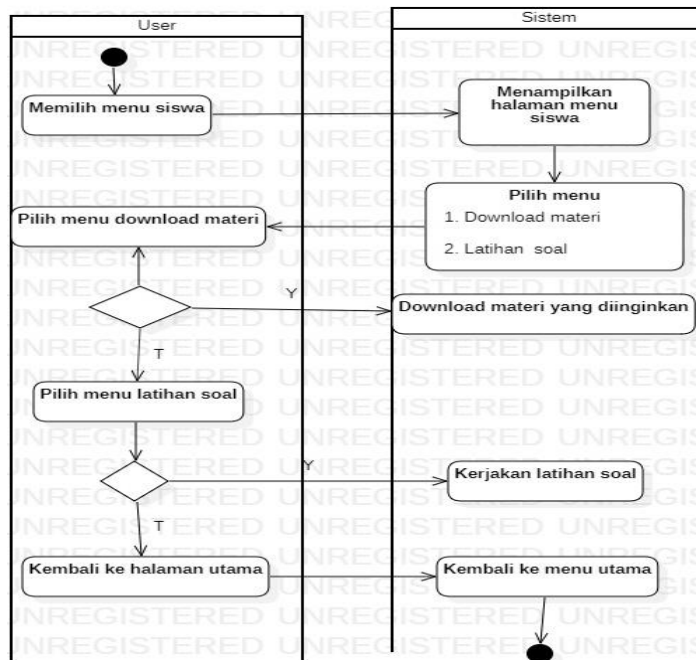 User
Sistem
Memilih menu siswa
Menampilkan
halaman menu
siswa
Pilih menu
1. Download materi
2. Latihan soal
Pilih menu download materi
Y
Download materi yang diinginkan
T
Pilih menu latihan soal
Y
Kerjakan latihan soal
T
Kembali ke halaman utama
Kembali ke menu utama
UNREGISTERED UNREGISTERED UNREGIS